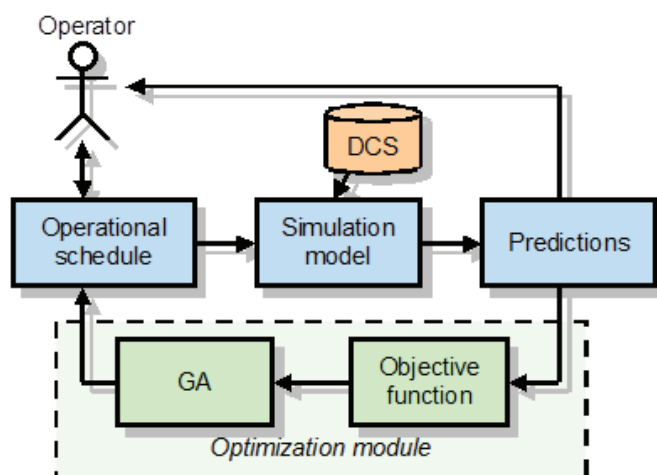 Operator
DCS
Operational
schedule
Simulation
model
Predictions
GA
Objective
function
Optimization module